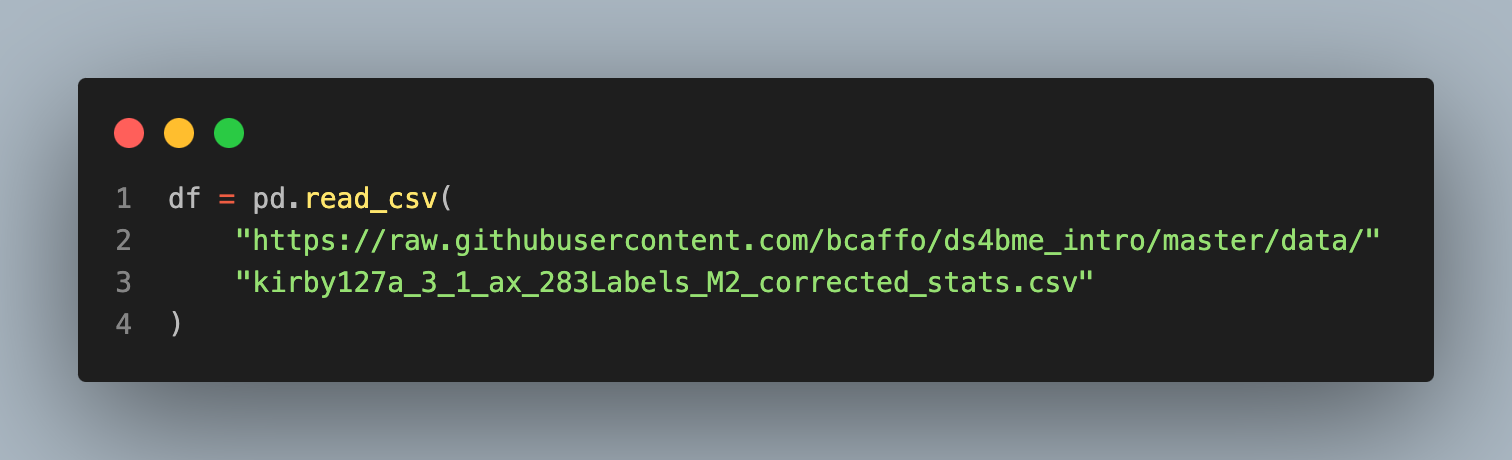 1 df = pd.read_csv(
2     "https://raw.githubusercontent.com/bcaffo/ds4bme_intro/master/data/"
3     "kirby127a_3_1_ax_283Labels_M2_corrected_stats.csv"
4 )